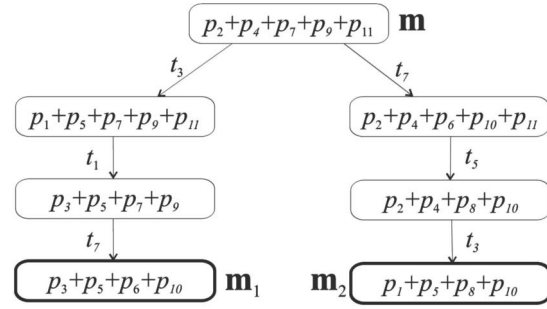 p₂+p₄+p₇+p₉+p₁₁ m
t₃ t₇
p₁+p₅+p₇+p₉+p₁₁ p₂+p₄+p₆+p₁₀+p₁₁
t₁ t₅
p₃+p₅+p₇+p₉ p₂+p₄+p₈+p₁₀
t₇ t₃
p₃+p₅+p₆+p₁₀ m₁ m₂ p₁+p₅+p₈+p₁₀